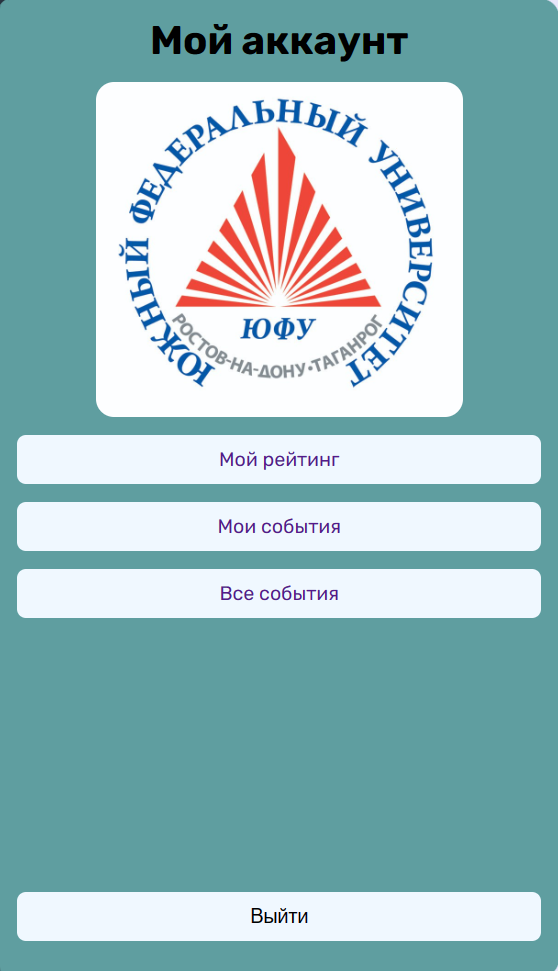 Мой аккаунт
ЮЖНЫЙ ФЕДЕРАЛЬНЫЙ УНИВЕРСИТЕТ
ЮФУ
РОСТОВ-НА-ДОНУ•ТАГАНРОГ
Мой рейтинг
Мои события
Все события
Выйти